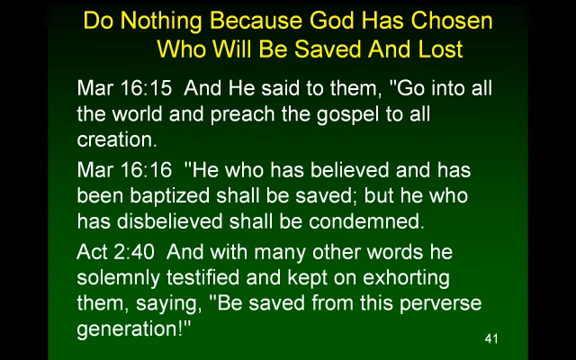 Do Nothing Because God Has Chosen
Who Will Be Saved And Lost
Mar 16:15 And He said to them, "Go into all
the world and preach the gospel to all
creation.
Mar 16:16 "He who has believed and has
been baptized shall be saved; but he who
has disbelieved shall be condemned.
Act 2:40 And with many other words he
solemnly testified and kept on exhorting
them, saying, "Be saved from this perverse
generation!"
41